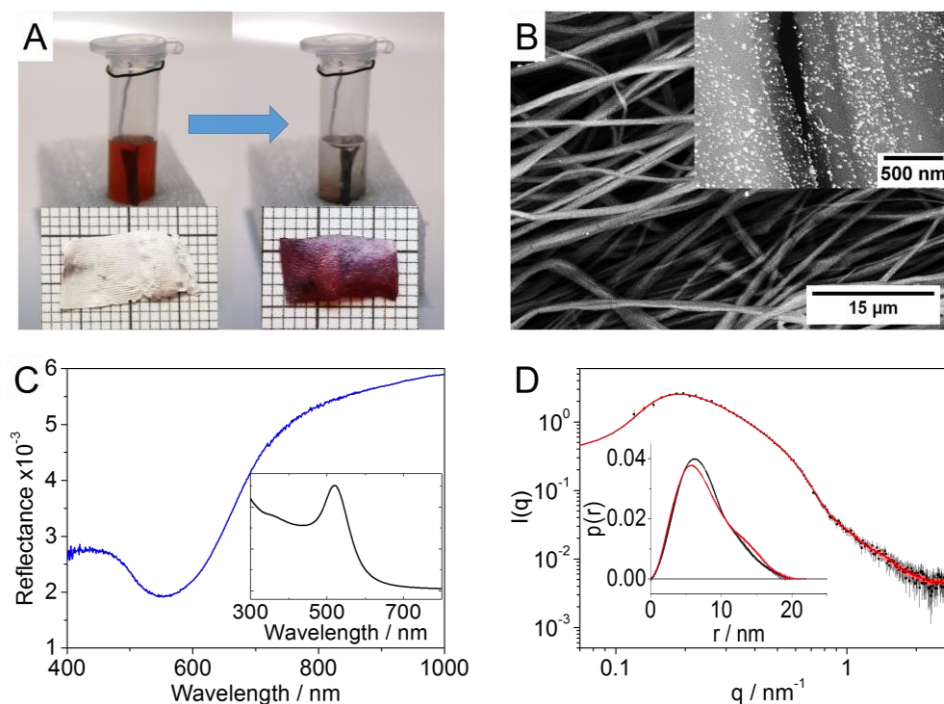 A
B
500 nm
15 µm
C
6
5
4
3
2
1
Reflectance x10⁻³
400
600
800
1000
Wavelength / nm
300
500
700
Wavelength / nm
D
10⁰
10⁻¹
10⁻²
10⁻³
I(q)
0.04
0.02
0.00
p(r)
0
10
20
r / nm
0.1
1
q / nm⁻¹